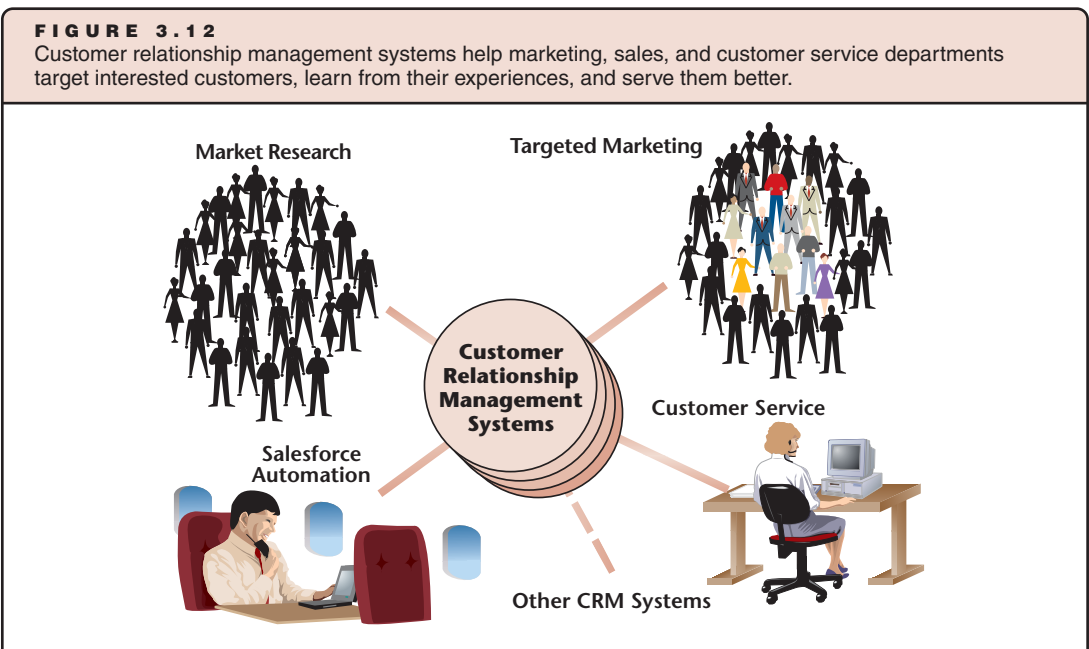 FIGURE 3.12
Customer relationship management systems help marketing, sales, and customer service departments
target interested customers, learn from their experiences, and serve them better.
Market Research
Targeted Marketing
Customer
Relationship
Management
Systems
Customer Service
Salesforce
Automation
Other CRM Systems